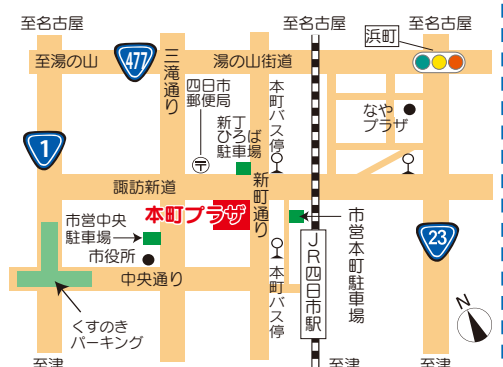 至名古屋
至名古屋
至名古屋
浜町
至湯の山
477
三滝通り
湯の山街道
四日市
郵便局
本町バス停
新丁
ひろば
駐車場
なや
プラザ
1
諏訪新道
新町通り
本町プラザ
市営中央
駐車場
市役所
市営本町駐車場
23
JR四日市駅
中央通り
本町バス停
くすのき
パーキング
N
至津
至津
至津